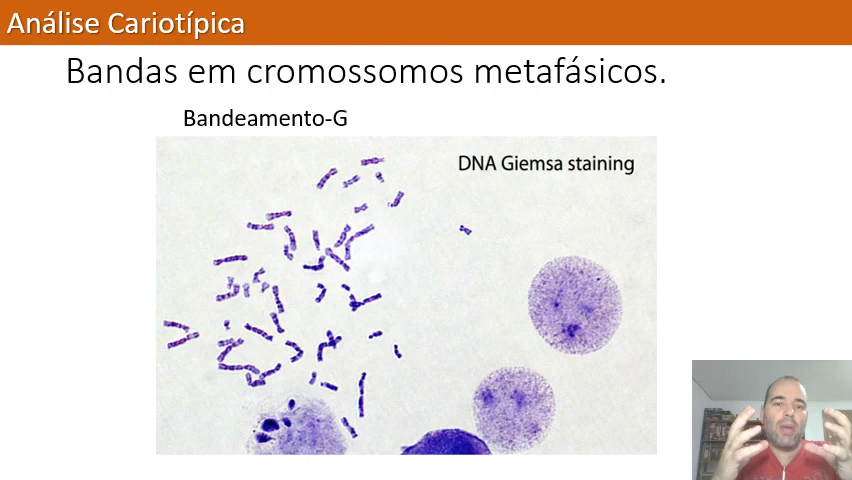 Análise Cariotípica
Bandas em cromossomos metafásicos.
Bandeamento-G
DNA Giemsa staining